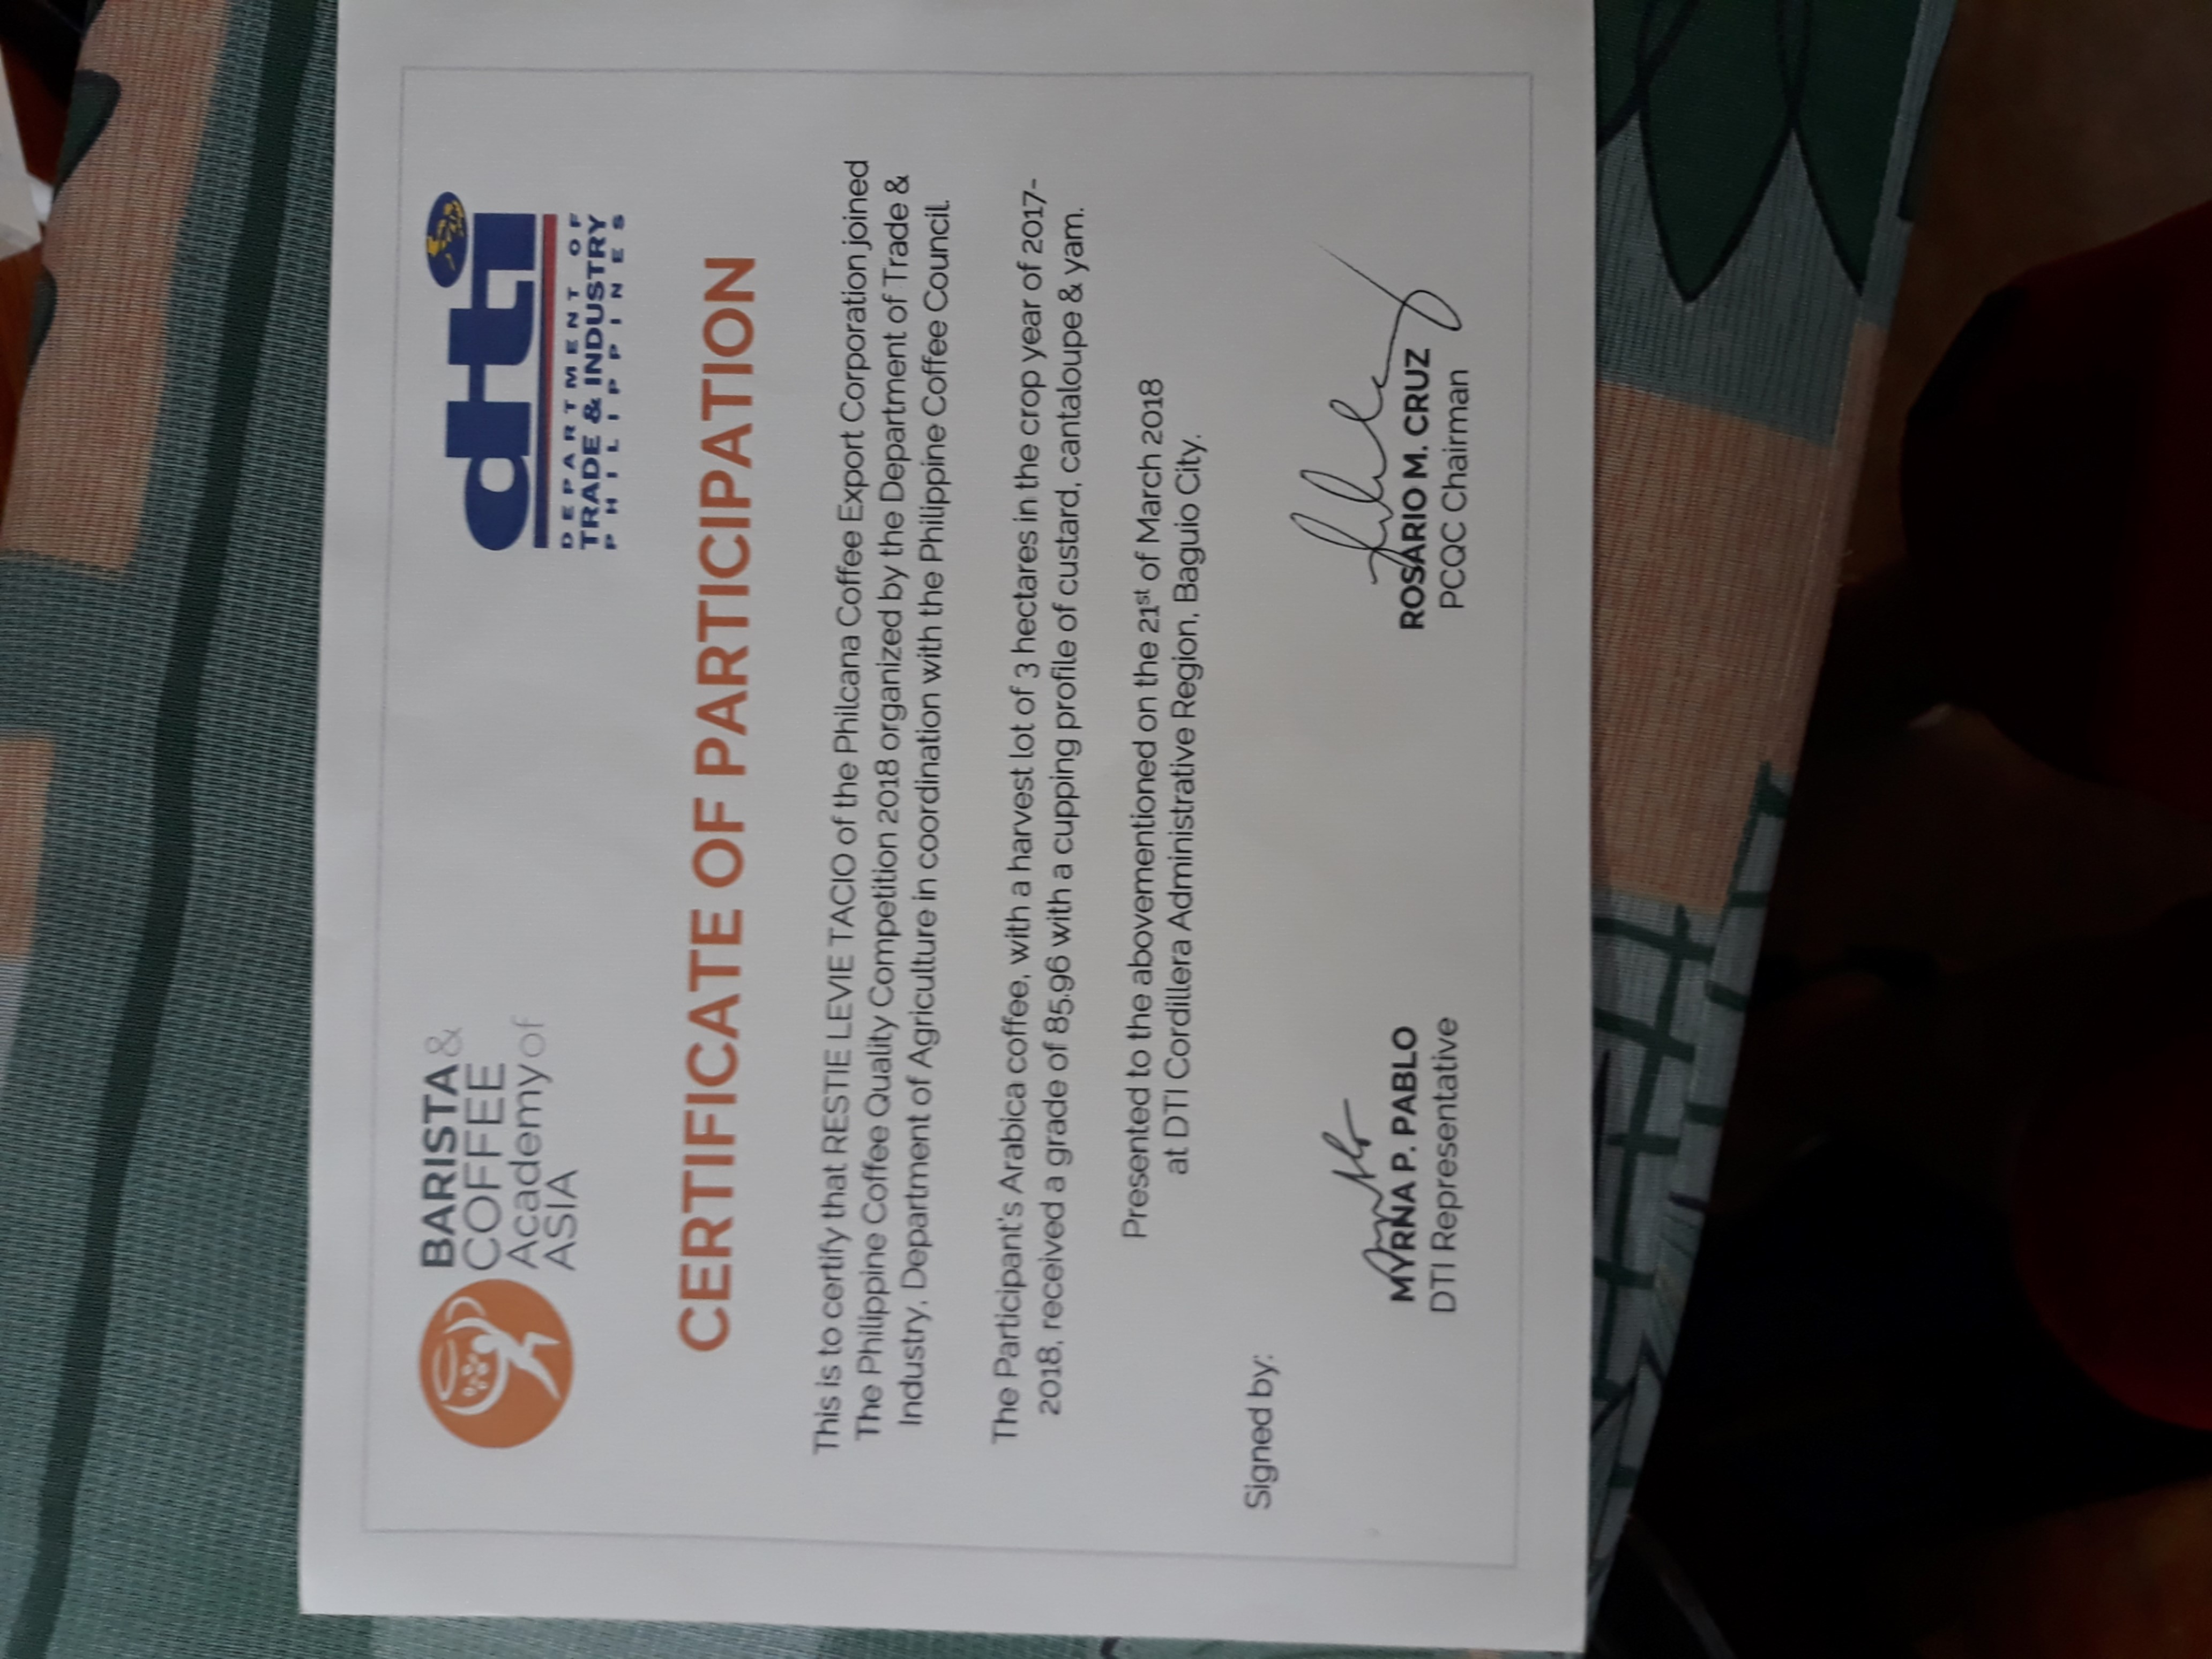 BARISTA &
COFFEE
Academy of
ASIA
dti
DEPARTMENT OF
TRADE & INDUSTRY
PHILIPPINES
CERTIFICATE OF PARTICIPATION
This is to certify that RESTIE LEVIE TACIO of the Philcana Coffee Export Corporation joined
The Philippine Coffee Quality Competition 2018 organized by the Department of Trade &
Industry, Department of Agriculture in coordination with the Philippine Coffee Council.
The Participant's Arabica coffee, with a harvest lot of 3 hectares in the crop year of 2017-
2018, received a grade of 85.96 with a cupping profile of custard, cantaloupe & yam.
Presented to the abovementioned on the 21st of March 2018
at DTI Cordillera Administrative Region, Baguio City.
Signed by:
MYRNA P. PABLO
DTI Representative
ROSARIO M. CRUZ
PCQC Chairman